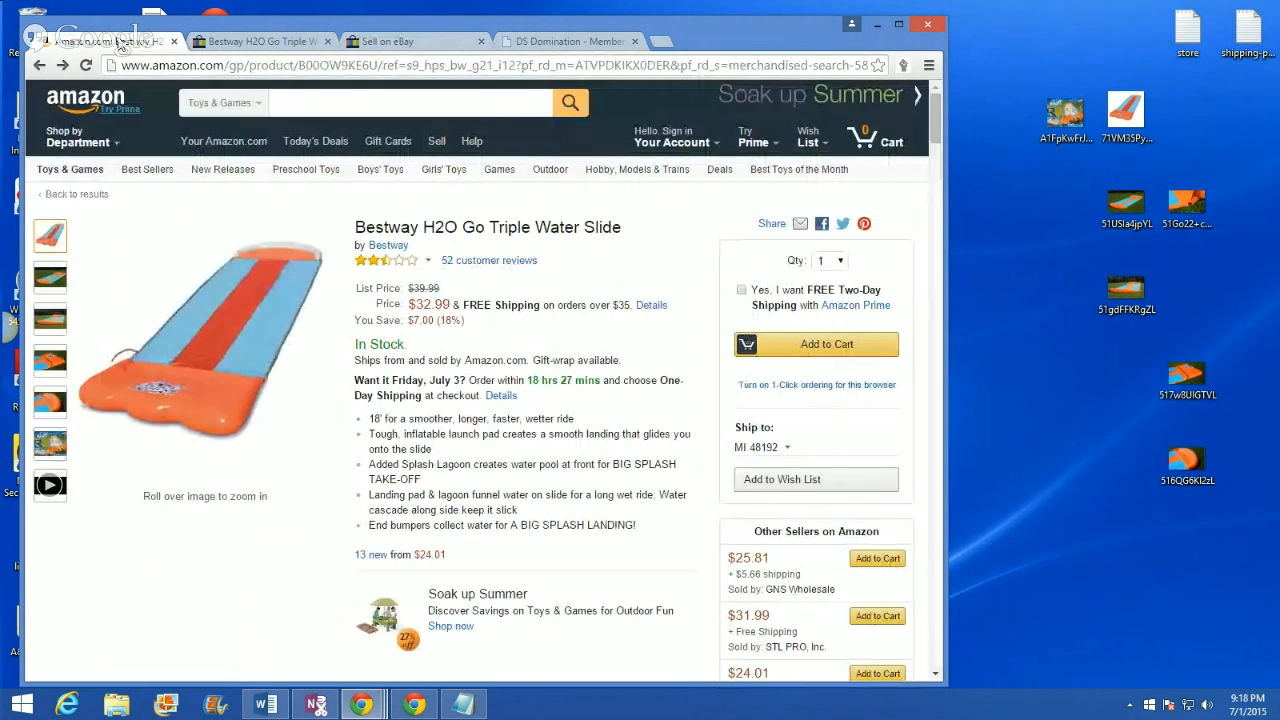 Google
Amazon.com: Bestway H2
Bestway H2O Go Triple W
Sell on eBay
DS Domination - Member
www.amazon.com/gp/product/B00OW9KE6U/ref=s9_hps_bw_g21_i12?pf_rd_m=ATVPDKIKX0DER&pf_rd_s=merchandised-search-58
amazon
Try Prime
Toys & Games
Soak up Summer
Shop by
Department
Your Amazon.com
Today's Deals
Gift Cards
Sell
Help
Hello. Sign in
Your Account
Try
Prime
Wish
List
0
Cart
Toys & Games
Best Sellers
New Releases
Preschool Toys
Boys' Toys
Girls' Toys
Games
Outdoor
Hobby, Models & Trains
Deals
Best Toys of the Month
‹ Back to results
Roll over image to zoom in
Bestway H2O Go Triple Water Slide
by Bestway
52 customer reviews
List Price: $39.99
Price: $32.99 & FREE Shipping on orders over $35. Details
You Save: $7.00 (18%)
In Stock.
Ships from and sold by Amazon.com. Gift-wrap available.
Want it Friday, July 3? Order within 18 hrs 27 mins and choose One-
Day Shipping at checkout. Details
18' for a smoother, longer, faster, wetter ride
Tough, inflatable launch pad creates a smooth landing that glides you
onto the slide
Added Splash Lagoon creates water pool at front for BIG SPLASH
TAKE-OFF
Landing pad & lagoon funnel water on slide for a long wet ride; Water
cascade along side keep it slick
End bumpers collect water for A BIG SPLASH LANDING!
13 new from $24.01
Soak up Summer
Discover Savings on Toys & Games for Outdoor Fun
Shop now
27% off
Share
Qty: 1
Yes, I want FREE Two-Day
Shipping with Amazon Prime
Add to Cart
Turn on 1-Click ordering for this browser
Ship to:
MI 48192
Add to Wish List
Other Sellers on Amazon
$25.81
Add to Cart
+ $5.66 shipping
Sold by: GNS Wholesale
$31.99
Add to Cart
+ Free Shipping
Sold by: STL PRO, Inc.
$24.01
Add to Cart
store
shipping-p...
A1FpKwFrJ...
71VM35Py...
51USla4jpYL
51Go22+c...
51gdFFKRgZL
517w8UIGTVL
516QG6KI2zL
9:18 PM
7/1/2015